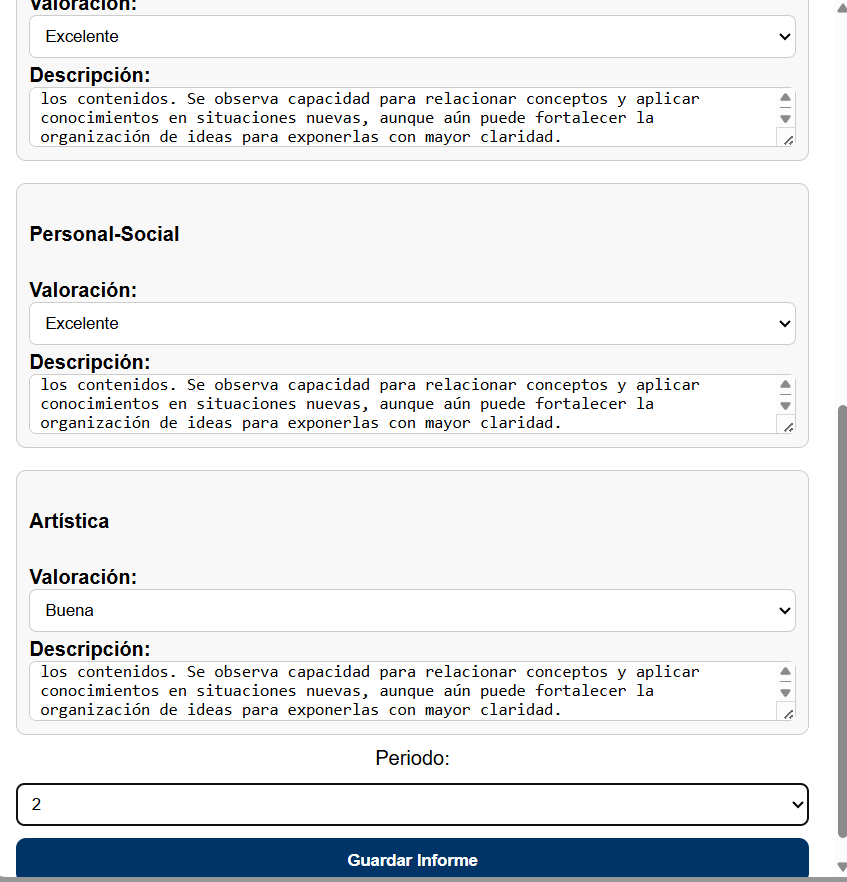 Valoración:
Excelente
Descripción:
los contenidos. Se observa capacidad para relacionar conceptos y aplicar
conocimientos en situaciones nuevas, aunque aún puede fortalecer la
organización de ideas para exponerlas con mayor claridad.
Personal-Social
Valoración:
Excelente
Descripción:
los contenidos. Se observa capacidad para relacionar conceptos y aplicar
conocimientos en situaciones nuevas, aunque aún puede fortalecer la
organización de ideas para exponerlas con mayor claridad.
Artística
Valoración:
Buena
Descripción:
los contenidos. Se observa capacidad para relacionar conceptos y aplicar
conocimientos en situaciones nuevas, aunque aún puede fortalecer la
organización de ideas para exponerlas con mayor claridad.
Periodo:
2
Guardar Informe